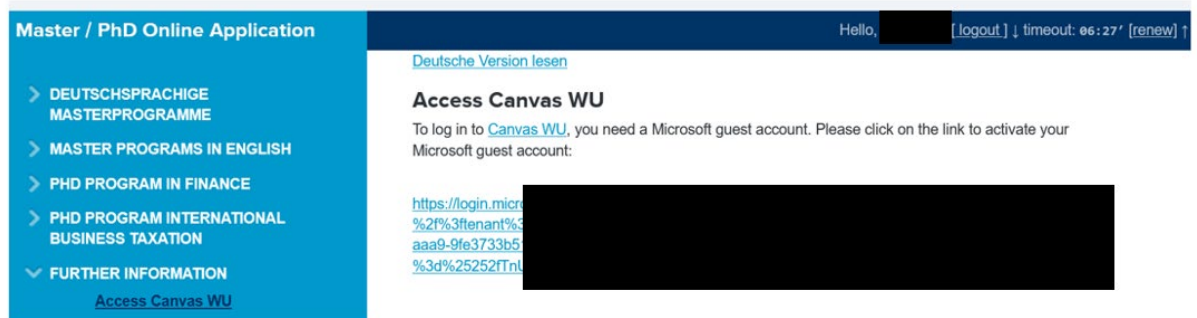 Master / PhD Online Application
Hello, [ logout ] ↓ timeout: 06:27' [renew] ↑
DEUTSCHSPRACHIGE
MASTERPROGRAMME
MASTER PROGRAMS IN ENGLISH
PHD PROGRAM IN FINANCE
PHD PROGRAM INTERNATIONAL
BUSINESS TAXATION
FURTHER INFORMATION
Access Canvas WU
Deutsche Version lesen
Access Canvas WU
To log in to Canvas WU, you need a Microsoft guest account. Please click on the link to activate your
Microsoft guest account:
https://login.micr
%2f%3ftenant%3
aaa9-9fe3733b5
%3d%25252fTnU